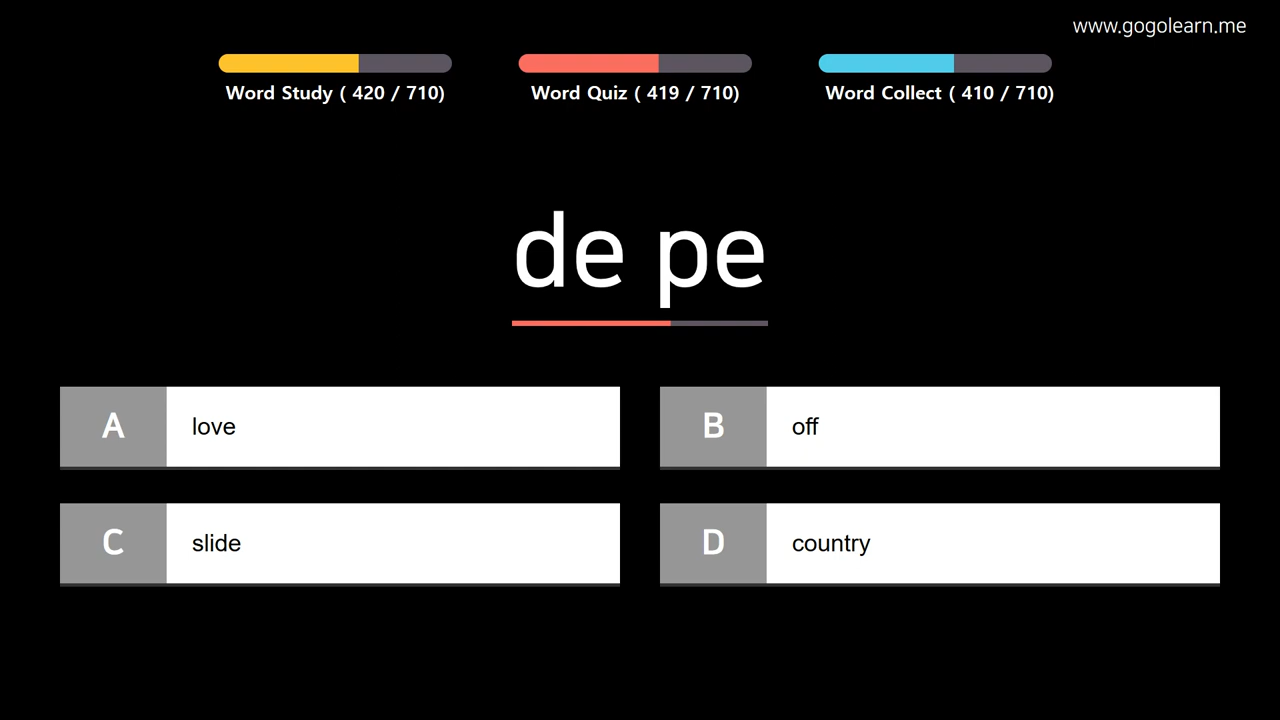 www.gogolearn.me
Word Study ( 420 / 710)
Word Quiz ( 419 / 710)
Word Collect ( 410 / 710)
de pe
A
love
B
off
C
slide
D
country